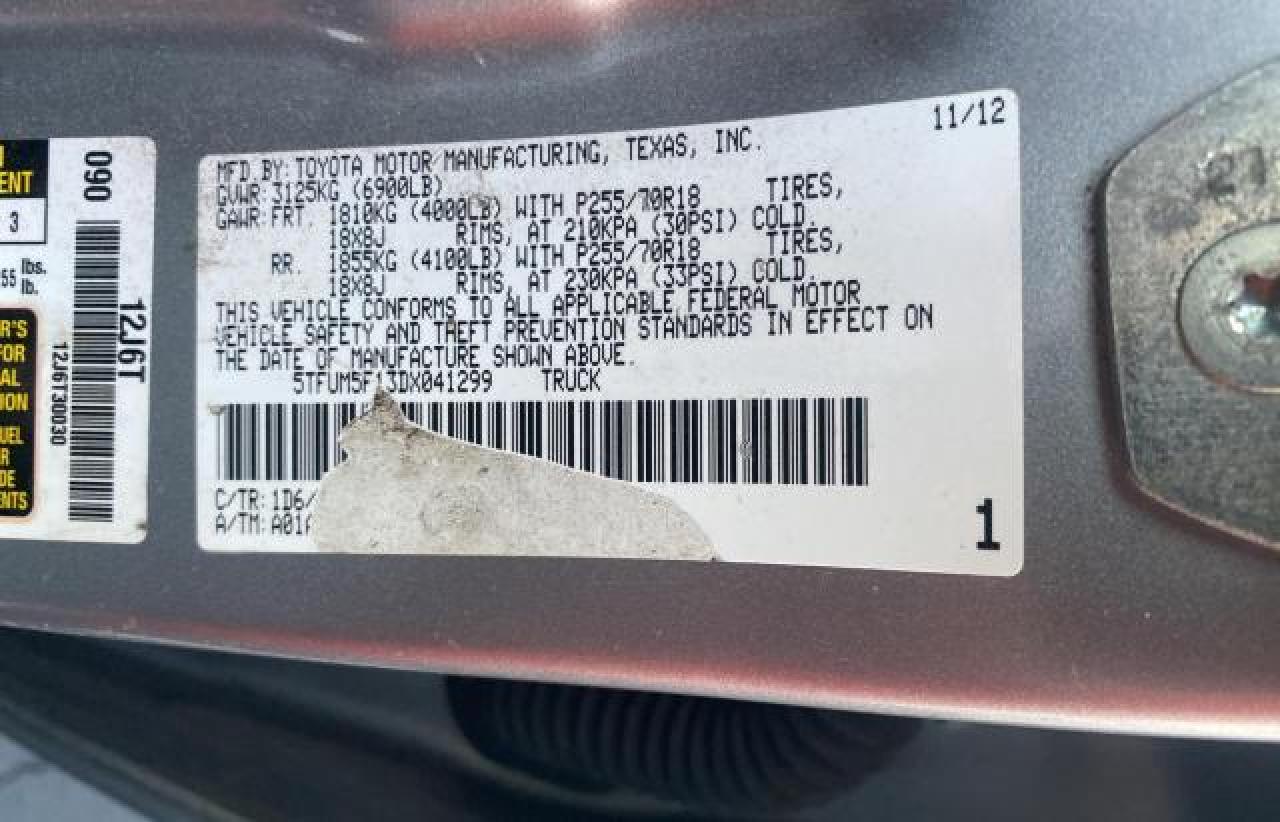 11/12
MFD.BY:TOYOTA MOTOR MANUFACTURING, TEXAS, INC.
GVWR 3125KG (6900LB)
GAWR FRT. 1810KG (4000LB) WITH P255/70R18 TIRES,
18X8J RIMS, AT 210KPA (30PSI) COLD.
RR. 1855KG (4100LB) WITH P255/70R18 TIRES,
18X8J RIMS, AT 230KPA (33PSI) COLD.
THIS VEHICLE CONFORMS TO ALL APPLICABLE FEDERAL MOTOR
VEHICLE SAFETY AND THEFT PREVENTION STANDARDS IN EFFECT ON
THE DATE OF MANUFACTURE SHOWN ABOVE.
TRUCK
C/TR: 1D6/
A/TM:
1
090
12J6T
12J6T30030
3
55 lbs.
lb.